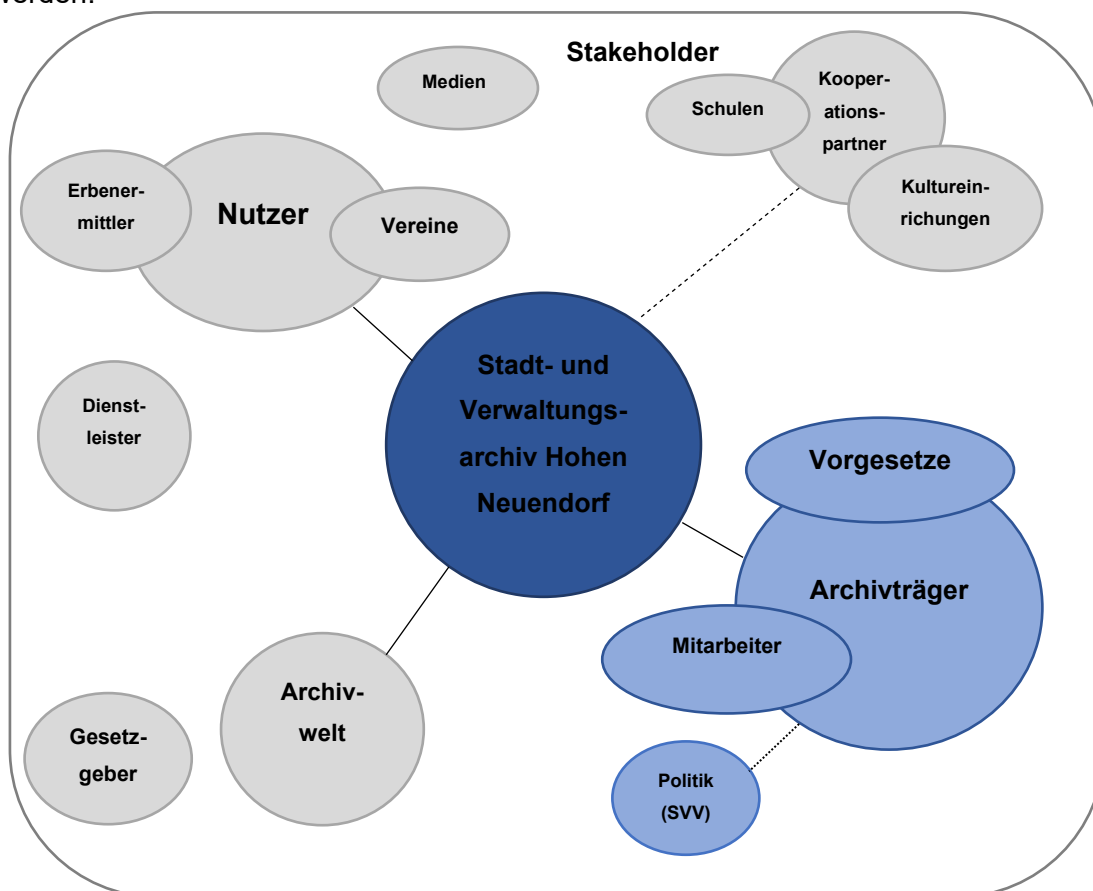 werden.
Stakeholder
Medien
Schulen
Kooper-
ations-
partner
Kulturein-
richungen
Erbener-
mittler
Nutzer
Vereine
Stadt- und
Verwaltungs-
archiv Hohen
Neuendorf
Dienst-
leister
Vorgesetze
Archivträger
Mitarbeiter
Archiv-
welt
Gesetz-
geber
Politik
(SVV)